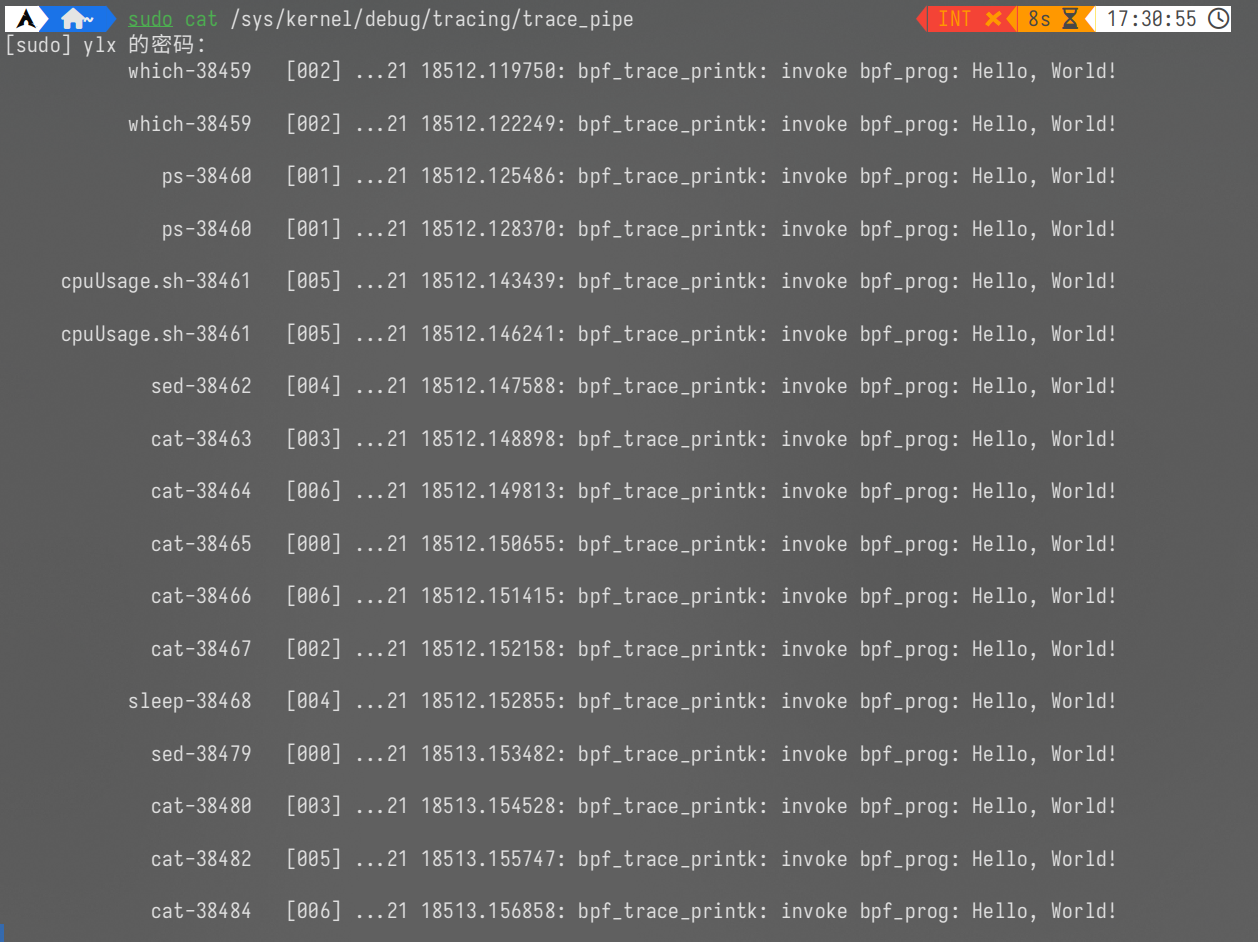 sudo cat /sys/kernel/debug/tracing/trace_pipe INT 8s 17:30:55
[sudo] ylx 的密码:
which-38459 [002] ...21 18512.119750: bpf_trace_printk: invoke bpf_prog: Hello, World!
which-38459 [002] ...21 18512.122249: bpf_trace_printk: invoke bpf_prog: Hello, World!
ps-38460 [001] ...21 18512.125486: bpf_trace_printk: invoke bpf_prog: Hello, World!
ps-38460 [001] ...21 18512.128370: bpf_trace_printk: invoke bpf_prog: Hello, World!
cpuUsage.sh-38461 [005] ...21 18512.143439: bpf_trace_printk: invoke bpf_prog: Hello, World!
cpuUsage.sh-38461 [005] ...21 18512.146241: bpf_trace_printk: invoke bpf_prog: Hello, World!
sed-38462 [004] ...21 18512.147588: bpf_trace_printk: invoke bpf_prog: Hello, World!
cat-38463 [003] ...21 18512.148898: bpf_trace_printk: invoke bpf_prog: Hello, World!
cat-38464 [006] ...21 18512.149813: bpf_trace_printk: invoke bpf_prog: Hello, World!
cat-38465 [000] ...21 18512.150655: bpf_trace_printk: invoke bpf_prog: Hello, World!
cat-38466 [006] ...21 18512.151415: bpf_trace_printk: invoke bpf_prog: Hello, World!
cat-38467 [002] ...21 18512.152158: bpf_trace_printk: invoke bpf_prog: Hello, World!
sleep-38468 [004] ...21 18512.152855: bpf_trace_printk: invoke bpf_prog: Hello, World!
sed-38479 [000] ...21 18513.153482: bpf_trace_printk: invoke bpf_prog: Hello, World!
cat-38480 [003] ...21 18513.154528: bpf_trace_printk: invoke bpf_prog: Hello, World!
cat-38482 [005] ...21 18513.155747: bpf_trace_printk: invoke bpf_prog: Hello, World!
cat-38484 [006] ...21 18513.156858: bpf_trace_printk: invoke bpf_prog: Hello, World!